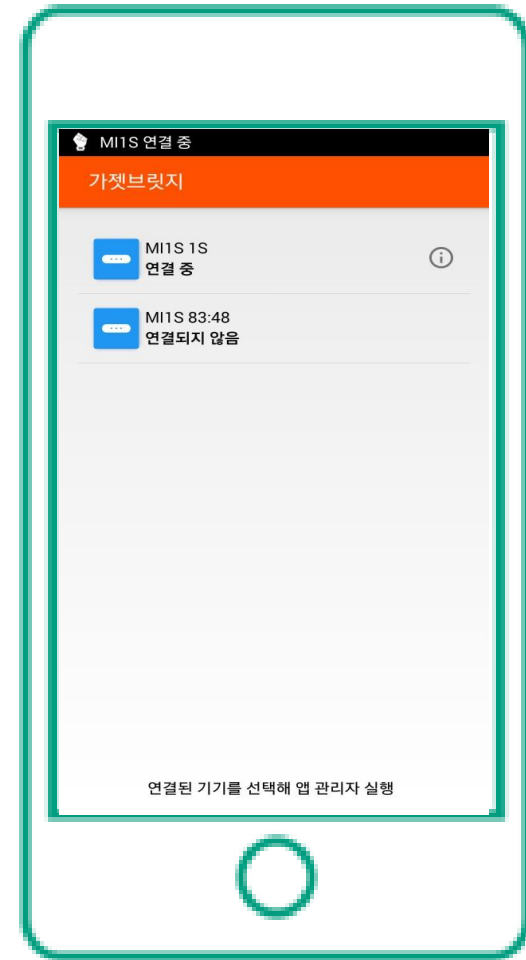 MI1S 연결 중
가젯브릿지
MI1S 1S
연결 중
MI1S 83:48
연결되지 않음
연결된 기기를 선택해 앱 관리자 실행